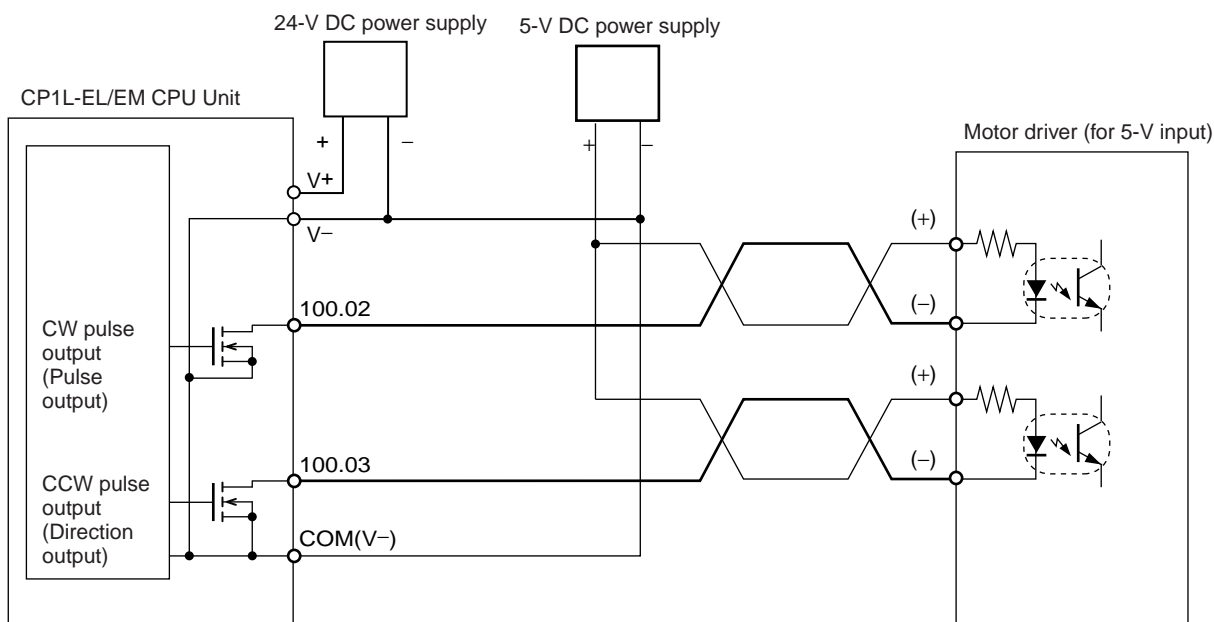 24-V DC power supply
5-V DC power supply
CP1L-EL/EM CPU Unit
Motor driver (for 5-V input)
+
−
+
−
V+
V−
(+)
(−)
100.02
CW pulse
output
(Pulse
output)
(+)
(−)
100.03
CCW pulse
output
(Direction
output)
COM(V−)